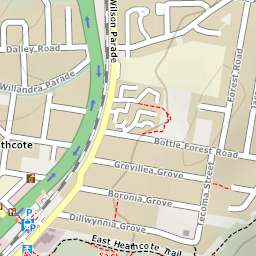 Wilson Parade
Dalley Road
Willandra Parade
Forest Road
thcote
Bottle Forest Road
Grevillea Grove
Tecoma Street
Boronia Grove
Dillwynnia Grove
East Heathcote Trail
P
P